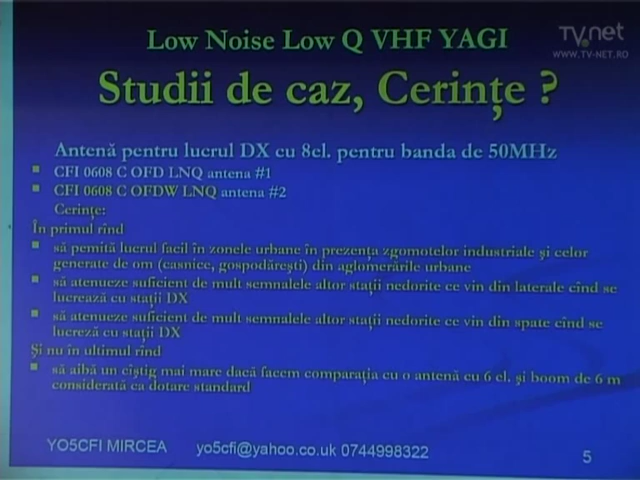 TV.net
WWW.TV-NET.RO
Low Noise Low Q VHF YAGI
Studii de caz, Cerințe ?
Antenă pentru lucrul DX cu 8el. pentru banda de 50MHz
CFI 0608 C OFD LNQ antena #1
CFI 0608 C OFDW LNQ antena #2
Cerințe:
În primul rînd
să pemită lucrul facil în zonele urbane în prezența zgomotelor industriale și celor
generate de om (casnice, gospodărești) din aglomerările urbane
să atenueze suficient de mult semnalele altor stații nedorite ce vin din laterale cînd se
lucrează cu stații DX
să atenueze suficient de mult semnalele altor stații nedorite ce vin din spate cînd se
lucreză cu stații DX
Și nu în ultimul rînd
să aibă un cîștig mai mare dacă facem comparația cu o antenă cu 6 el. și boom de 6 m
considerată ca dotare standard
YO5CFI MIRCEA yo5cfi@yahoo.co.uk 0744998322
5